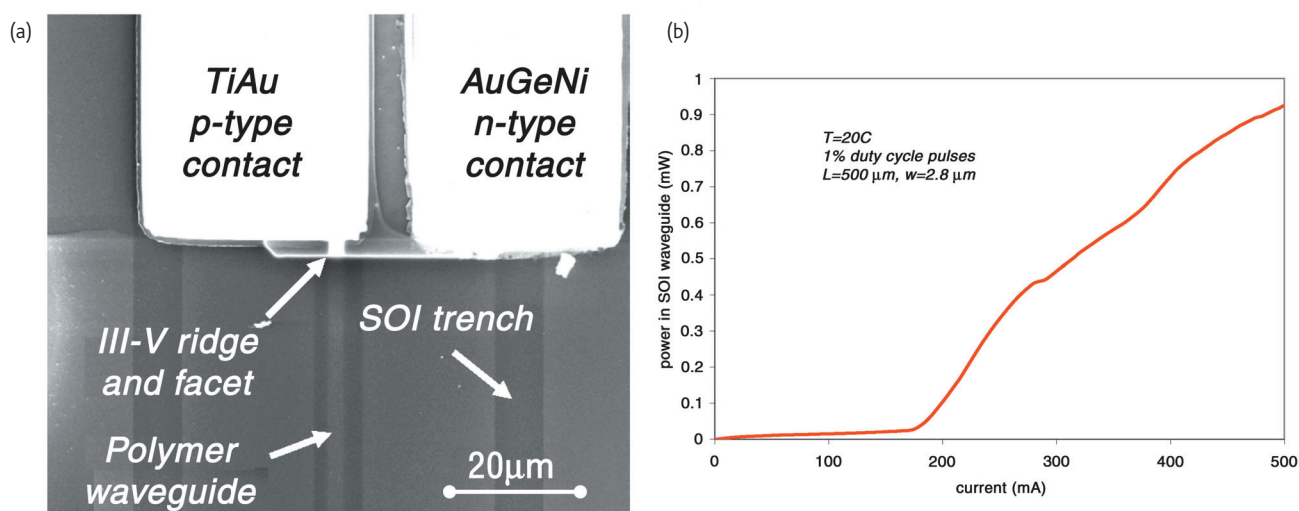 (a)
TiAu
p-type
contact
AuGeNi
n-type
contact
III-V ridge
and facet
SOI trench
Polymer
waveguide
20μm
(b)
power in SOI waveguide (mW)
1
0.9
0.8
0.7
0.6
0.5
0.4
0.3
0.2
0.1
0
T=20C
1% duty cycle pulses
L=500 μm, w=2.8 μm
0 100 200 300 400 500
current (mA)